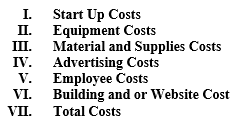 I. Start Up Costs
II. Equipment Costs
III. Material and Supplies Costs
IV. Advertising Costs
V. Employee Costs
VI. Building and or Website Cost
VII. Total Costs